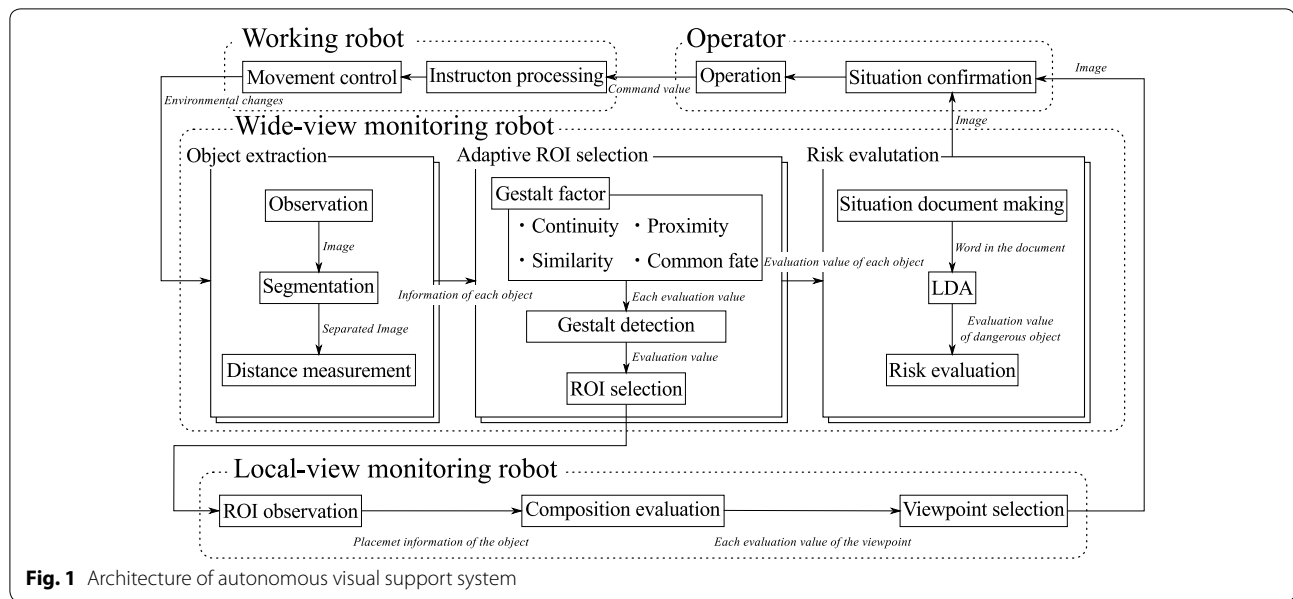 Working robot
Operator
Movement control
Instructon processing
Operation
Situation confirmation
Image
Environmental changes
Command value
Image
Wide-view monitoring robot
Object extraction
Adaptive ROI selection
Risk evalutation
Observation
Image
Segmentation
Separated Image
Distance measurement
Information of each object
Gestalt factor
・Continuity ・Proximity
・Similarity ・Common fate
Each evaluation value
Gestalt detection
Evaluation value
ROI selection
Evaluation value of each object
Situation document making
Word in the document
LDA
Evaluation value
of dangerous object
Risk evaluation
Local-view monitoring robot
ROI observation
Composition evaluation
Viewpoint selection
Placemet information of the object
Each evaluation value of the viewpoint
Fig. 1 Architecture of autonomous visual support system